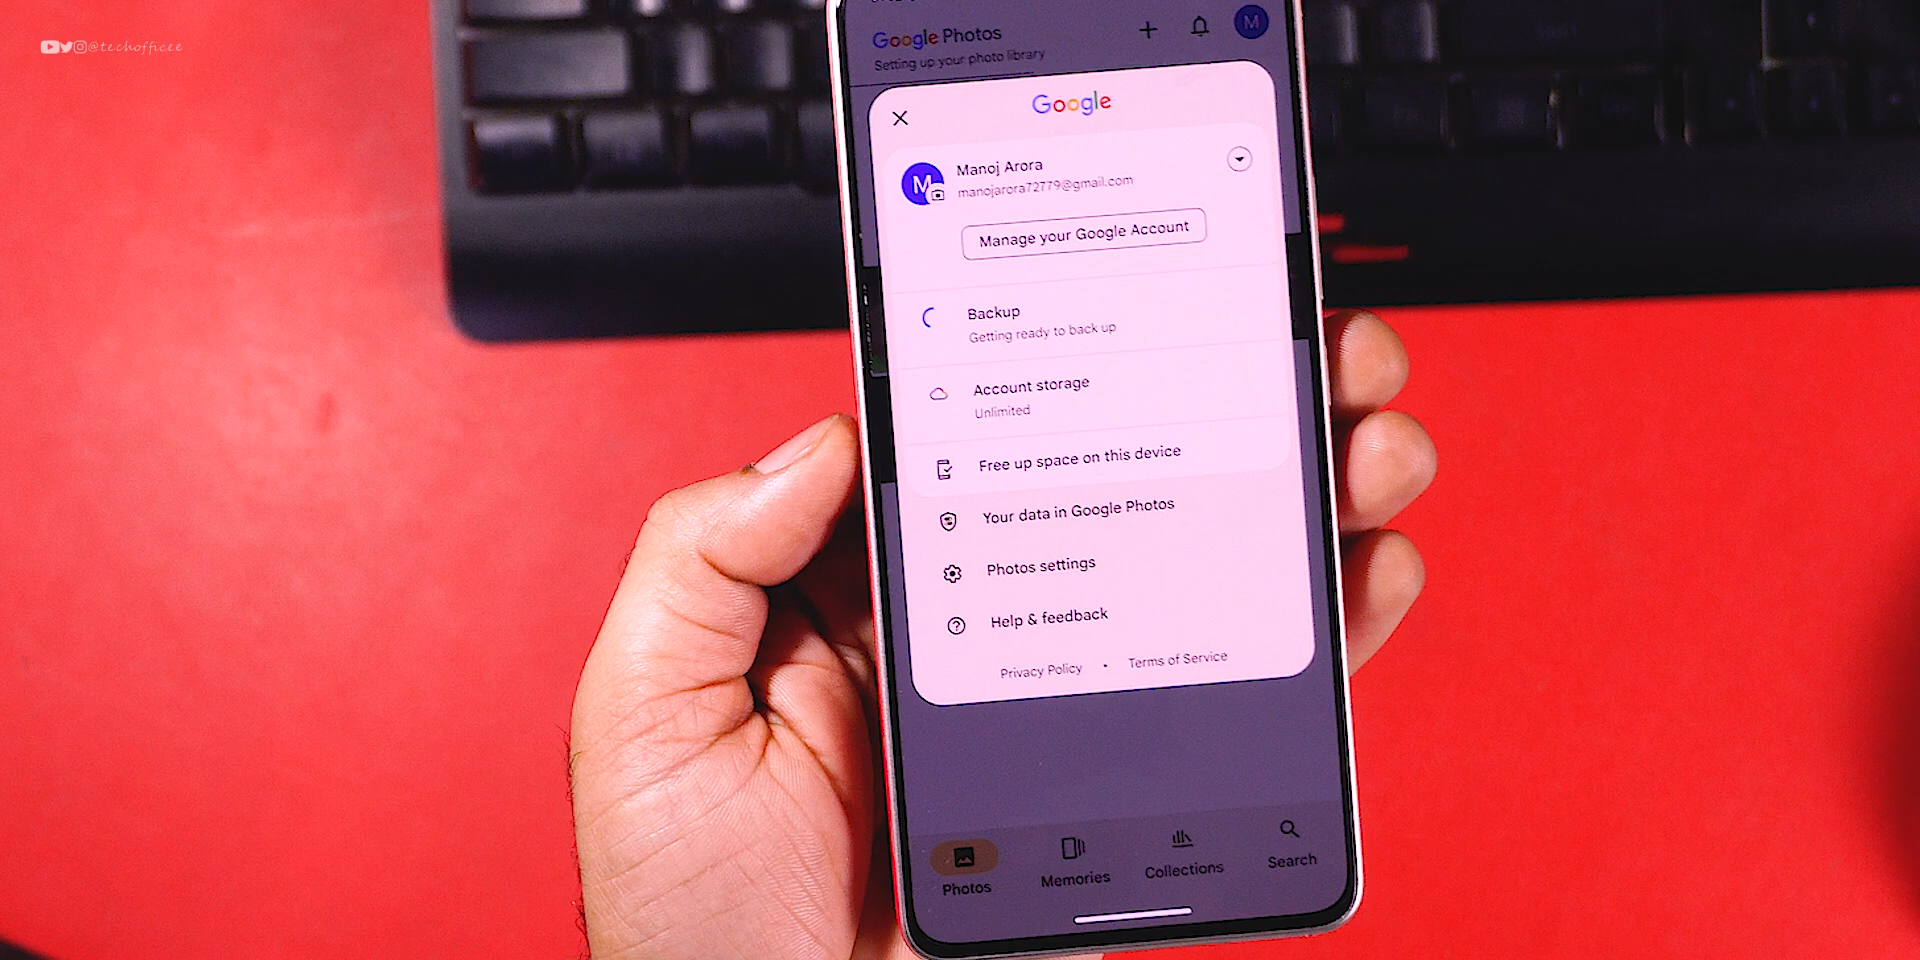 @techofficee
Google Photos
Setting up your photo library
M
Google
M
Manoj Arora
manojarora72779@gmail.com
Manage your Google Account
Backup
Getting ready to back up
Account storage
Unlimited
Free up space on this device
Your data in Google Photos
Photos settings
Help & feedback
Privacy Policy • Terms of Service
Photos
Memories
Collections
Search